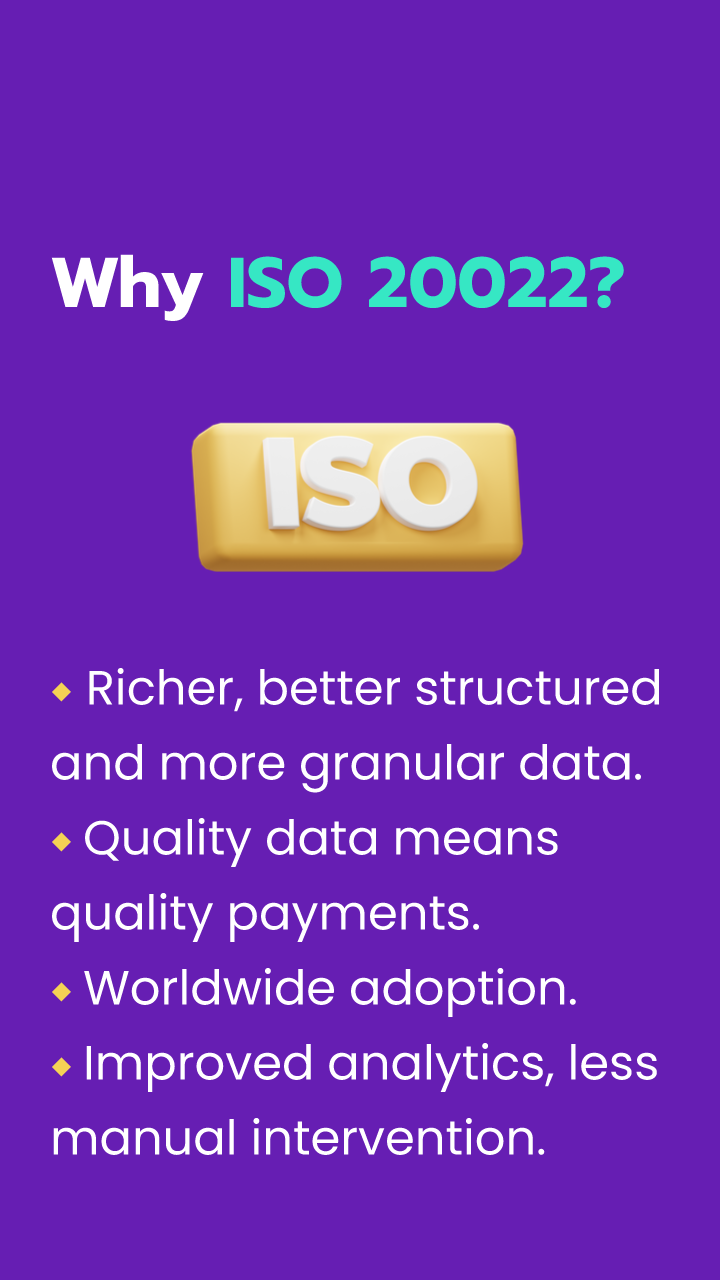 Why ISO 20022?
ISO
◆ Richer, better structured
and more granular data.
◆ Quality data means
quality payments.
◆ Worldwide adoption.
◆ Improved analytics, less
manual intervention.